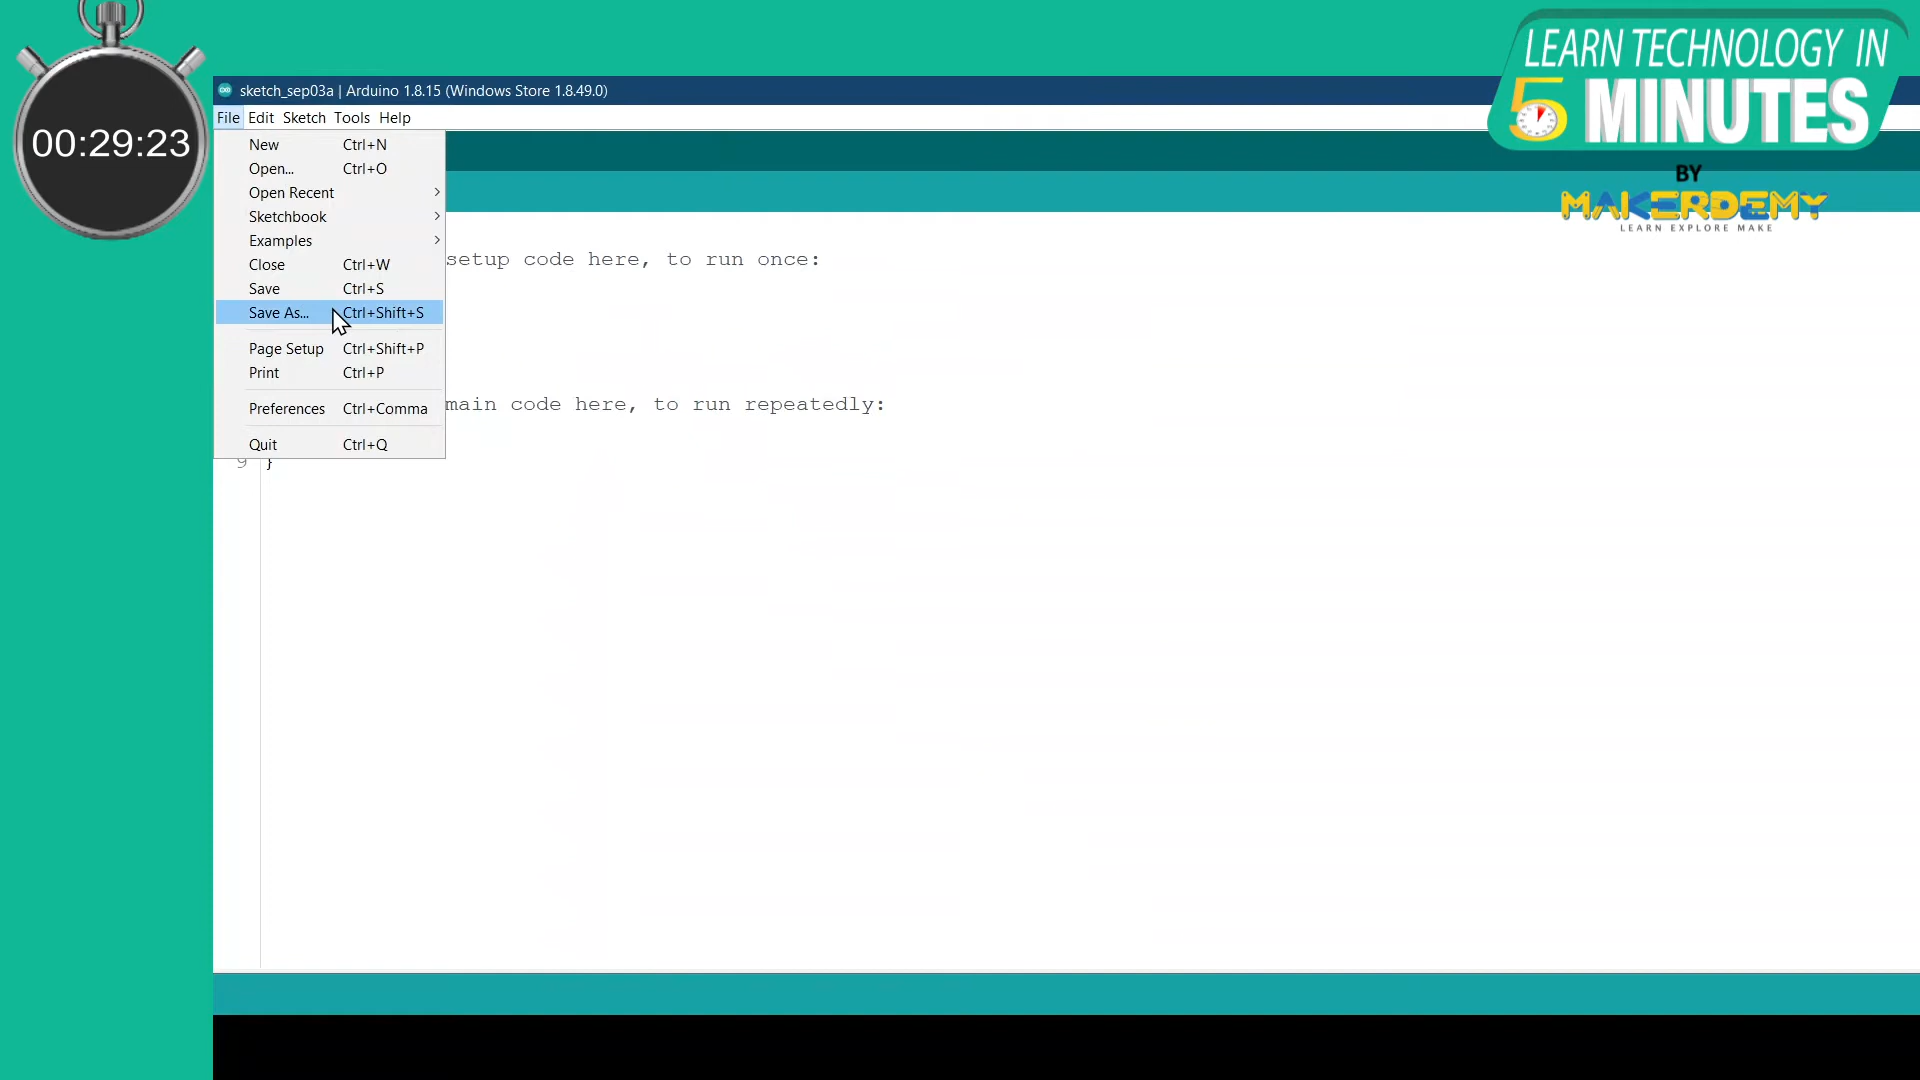 00:29:23
LEARN TECHNOLOGY IN
5 MINUTES
BY
MAKERDEMY
LEARN EXPLORE MAKE
sketch_sep03a | Arduino 1.8.15 (Windows Store 1.8.49.0)
File Edit Sketch Tools Help
New Ctrl+N
Open... Ctrl+O
Open Recent >
Sketchbook >
Examples >
Close Ctrl+W
Save Ctrl+S
Save As... Ctrl+Shift+S
Page Setup Ctrl+Shift+P
Print Ctrl+P
Preferences Ctrl+Comma
Quit Ctrl+Q
setup code here, to run once:
main code here, to run repeatedly:
9 }